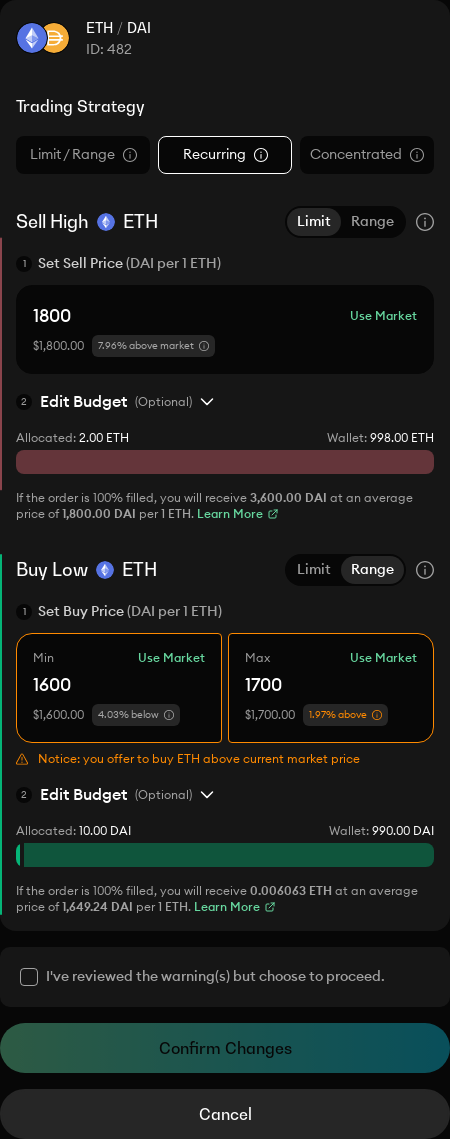 ETH / DAI
ID: 482
Trading Strategy
Limit / Range Recurring Concentrated
Sell High ETH Limit Range
1 Set Sell Price (DAI per 1 ETH)
1800 Use Market
$1,800.00 7.96% above market
2 Edit Budget (Optional)
Allocated: 2.00 ETH Wallet: 998.00 ETH
If the order is 100% filled, you will receive 3,600.00 DAI at an average
price of 1,800.00 DAI per 1 ETH. Learn More
Buy Low ETH Limit Range
1 Set Buy Price (DAI per 1 ETH)
Min Use Market Max Use Market
1600 1700
$1,600.00 4.03% below $1,700.00 1.97% above
Notice: you offer to buy ETH above current market price
2 Edit Budget (Optional)
Allocated: 10.00 DAI Wallet: 990.00 DAI
If the order is 100% filled, you will receive 0.006063 ETH at an average
price of 1,649.24 DAI per 1 ETH. Learn More
I've reviewed the warning(s) but choose to proceed.
Confirm Changes
Cancel